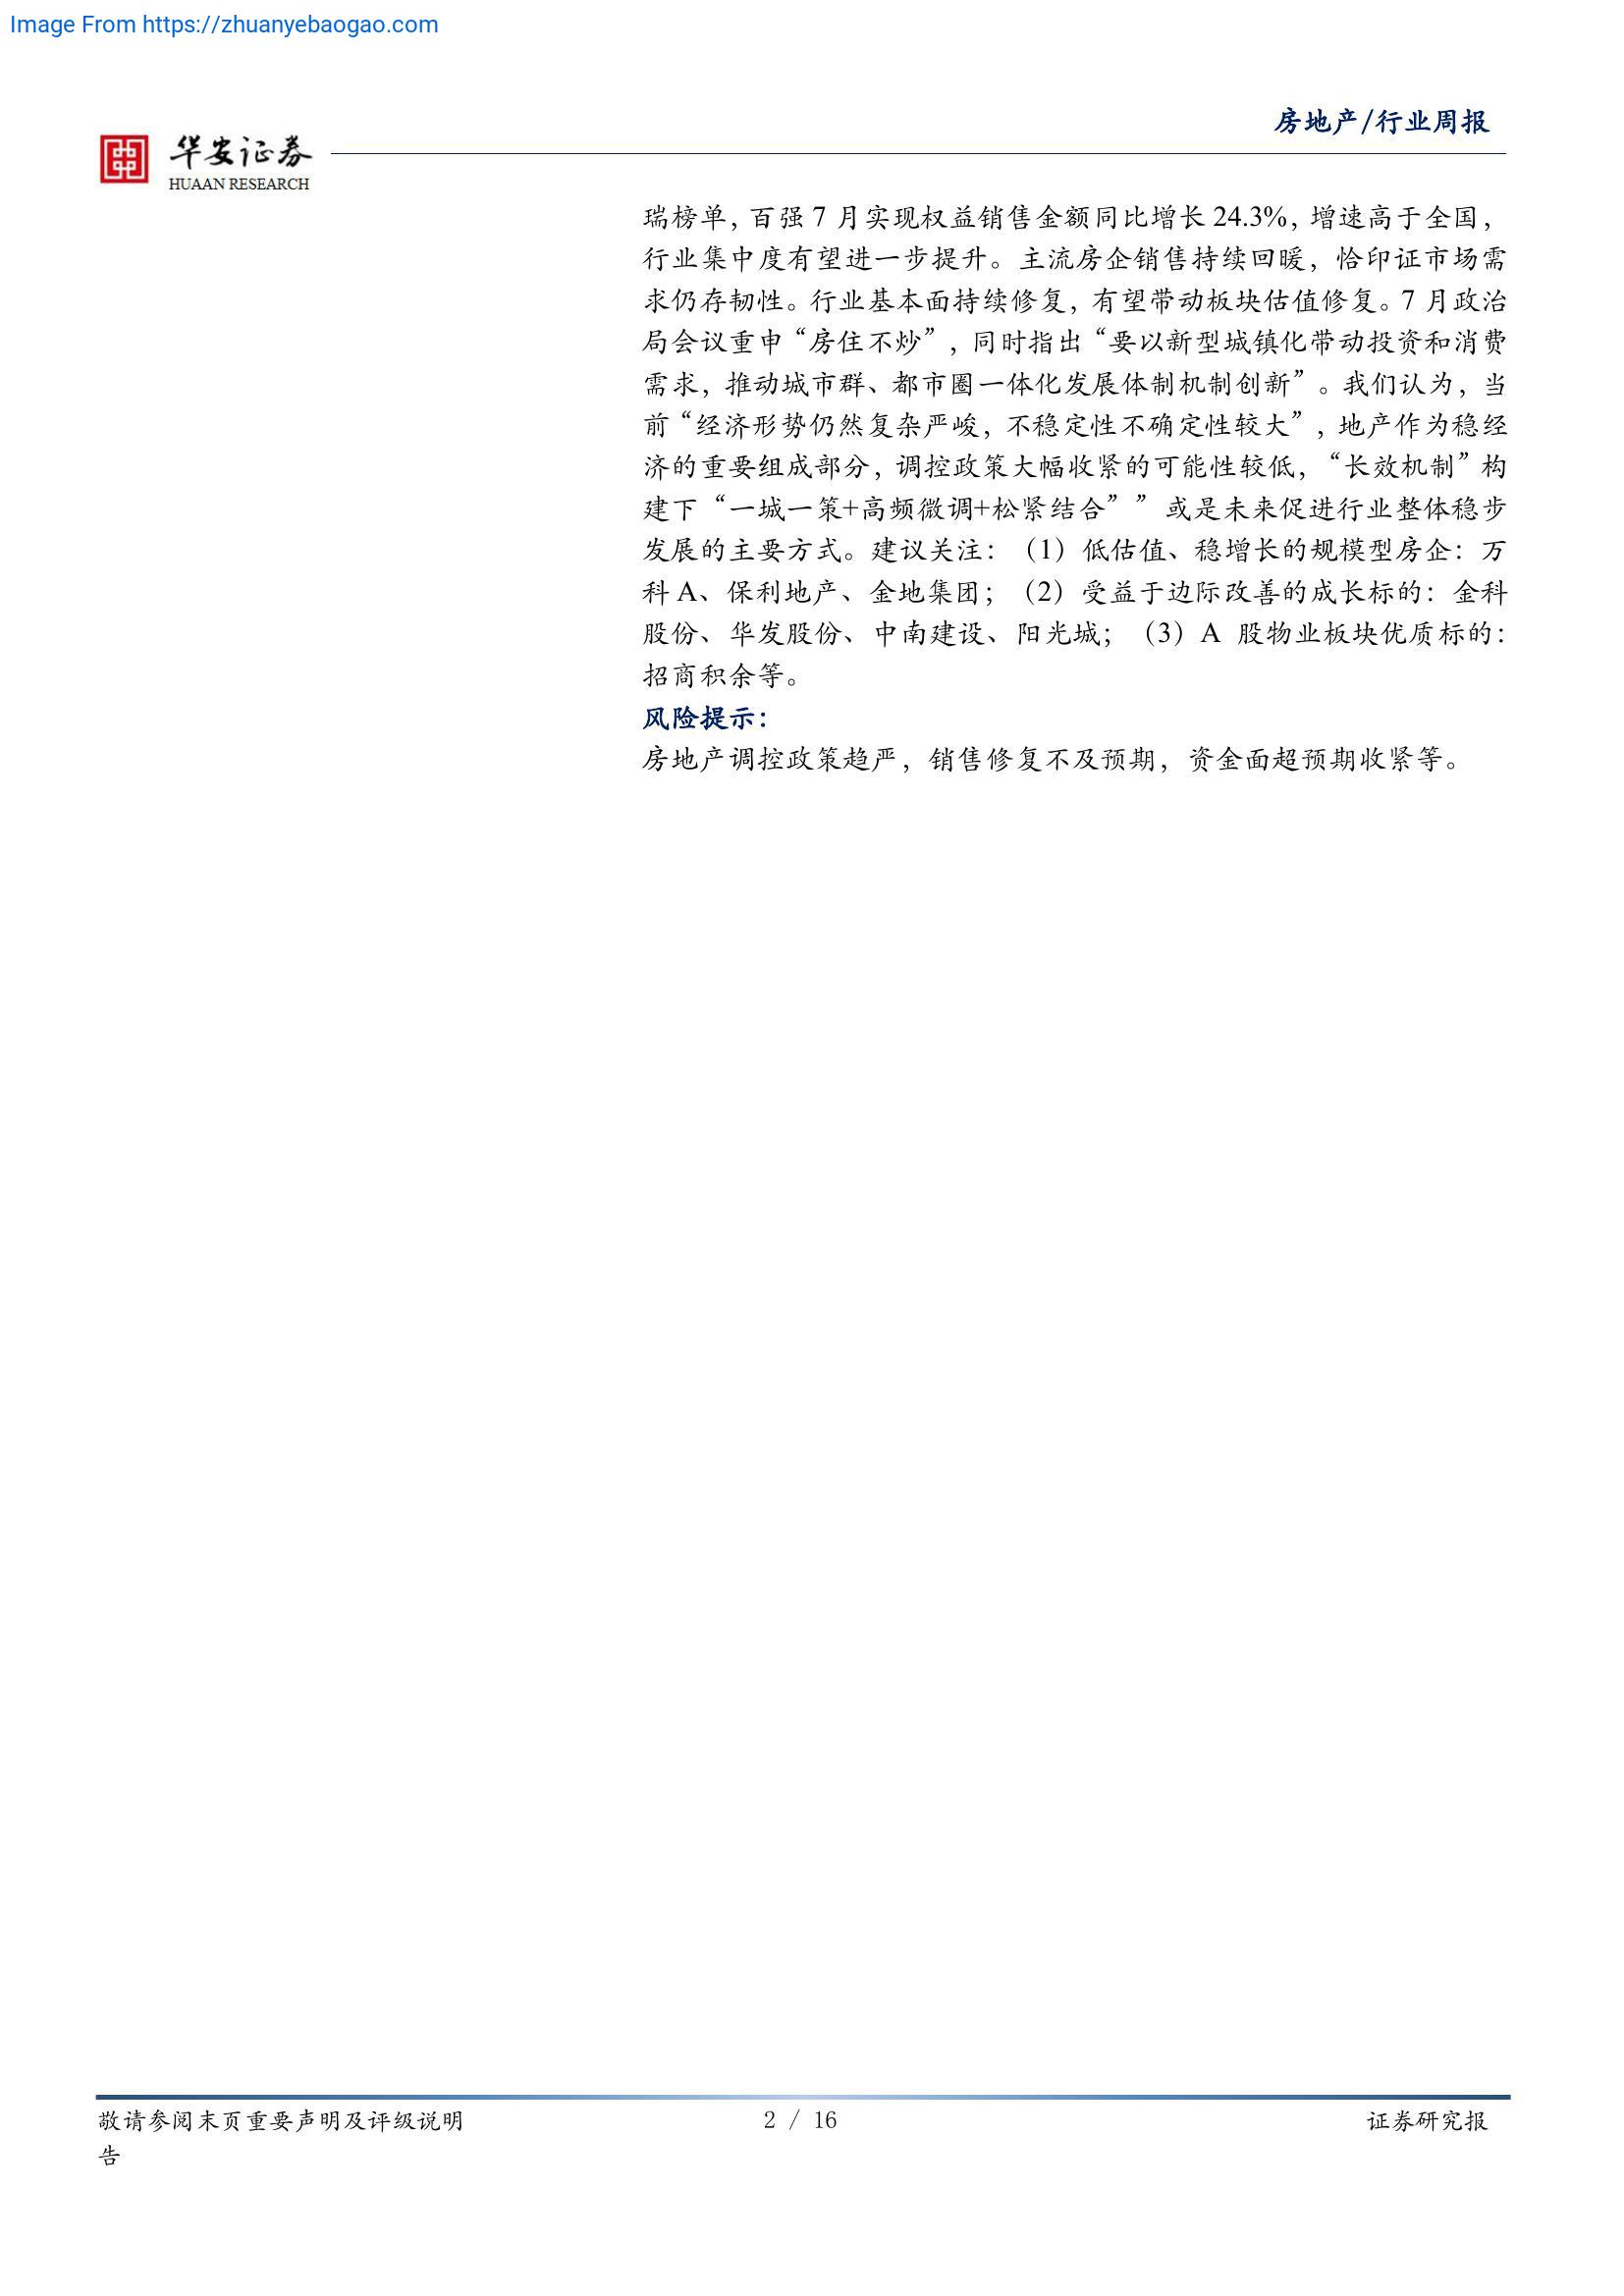 Image From https://zhuanyebaogao.com
房地产/行业周报
华安证券
HUAAN RESEARCH
瑞榜单，百强 7 月实现权益销售金额同比增长 24.3%，增速高于全国，
行业集中度有望进一步提升。主流房企销售持续回暖，恰印证市场需
求仍存韧性。行业基本面持续修复，有望带动板块估值修复。7 月政治
局会议重申“房住不炒”，同时指出“要以新型城镇化带动投资和消费
需求，推动城市群、都市圈一体化发展体制机制创新”。我们认为，当
前“经济形势仍然复杂严峻，不稳定性不确定性较大”，地产作为稳经
济的重要组成部分，调控政策大幅收紧的可能性较低，“长效机制”构
建下“一城一策+高频微调+松紧结合””或是未来促进行业整体稳步
发展的主要方式。建议关注：（1）低估值、稳增长的规模型房企：万
科 A、保利地产、金地集团；（2）受益于边际改善的成长标的：金科
股份、华发股份、中南建设、阳光城；（3）A 股物业板块优质标的：
招商积余等。
风险提示：
房地产调控政策趋严，销售修复不及预期，资金面超预期收紧等。
敬请参阅末页重要声明及评级说明 2 / 16 证券研究报
告